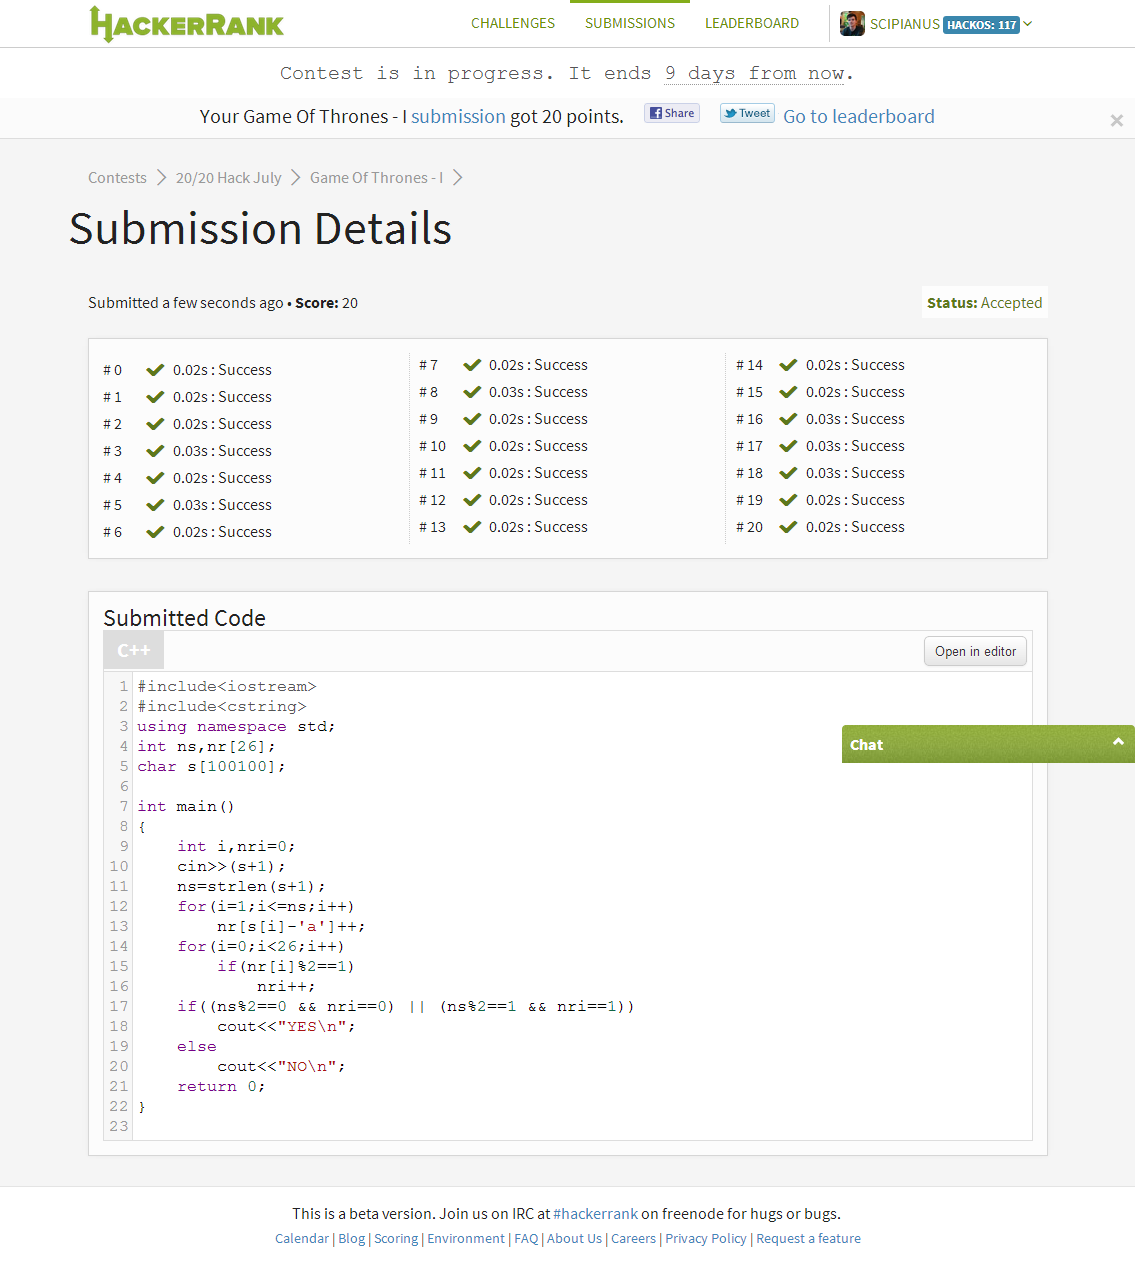 HACKERRANK
CHALLENGES SUBMISSIONS LEADERBOARD SCIPIANUS HACKOS: 117
Contest is in progress. It ends 9 days from now.
Your Game Of Thrones - I submission got 20 points. Share Tweet Go to leaderboard ×
Contests 20/20 Hack July Game Of Thrones - I
Submission Details
Submitted a few seconds ago • Score: 20
Status: Accepted
# 0 0.02s : Success
# 1 0.02s : Success
# 2 0.02s : Success
# 3 0.03s : Success
# 4 0.02s : Success
# 5 0.03s : Success
# 6 0.02s : Success
# 7 0.02s : Success
# 8 0.03s : Success
# 9 0.02s : Success
# 10 0.02s : Success
# 11 0.02s : Success
# 12 0.02s : Success
# 13 0.02s : Success
# 14 0.02s : Success
# 15 0.02s : Success
# 16 0.03s : Success
# 17 0.03s : Success
# 18 0.03s : Success
# 19 0.02s : Success
# 20 0.02s : Success
Submitted Code
C++ Open in editor
1 #include<iostream>
2 #include<cstring>
3 using namespace std;
4 int ns,nr[26];
5 char s[100100];
6
7 int main()
8 {
9     int i,nri=0;
10     cin>>(s+1);
11     ns=strlen(s+1);
12     for(i=1;i<=ns;i++)
13         nr[s[i]-'a']++;
14     for(i=0;i<26;i++)
15         if(nr[i]%2==1)
16             nri++;
17     if((ns%2==0 && nri==0) || (ns%2==1 && nri==1))
18         cout<<"YES\n";
19     else
20         cout<<"NO\n";
21     return 0;
22 }
23
Chat
This is a beta version. Join us on IRC at #hackerrank on freenode for hugs or bugs.
Calendar | Blog | Scoring | Environment | FAQ | About Us | Careers | Privacy Policy | Request a feature